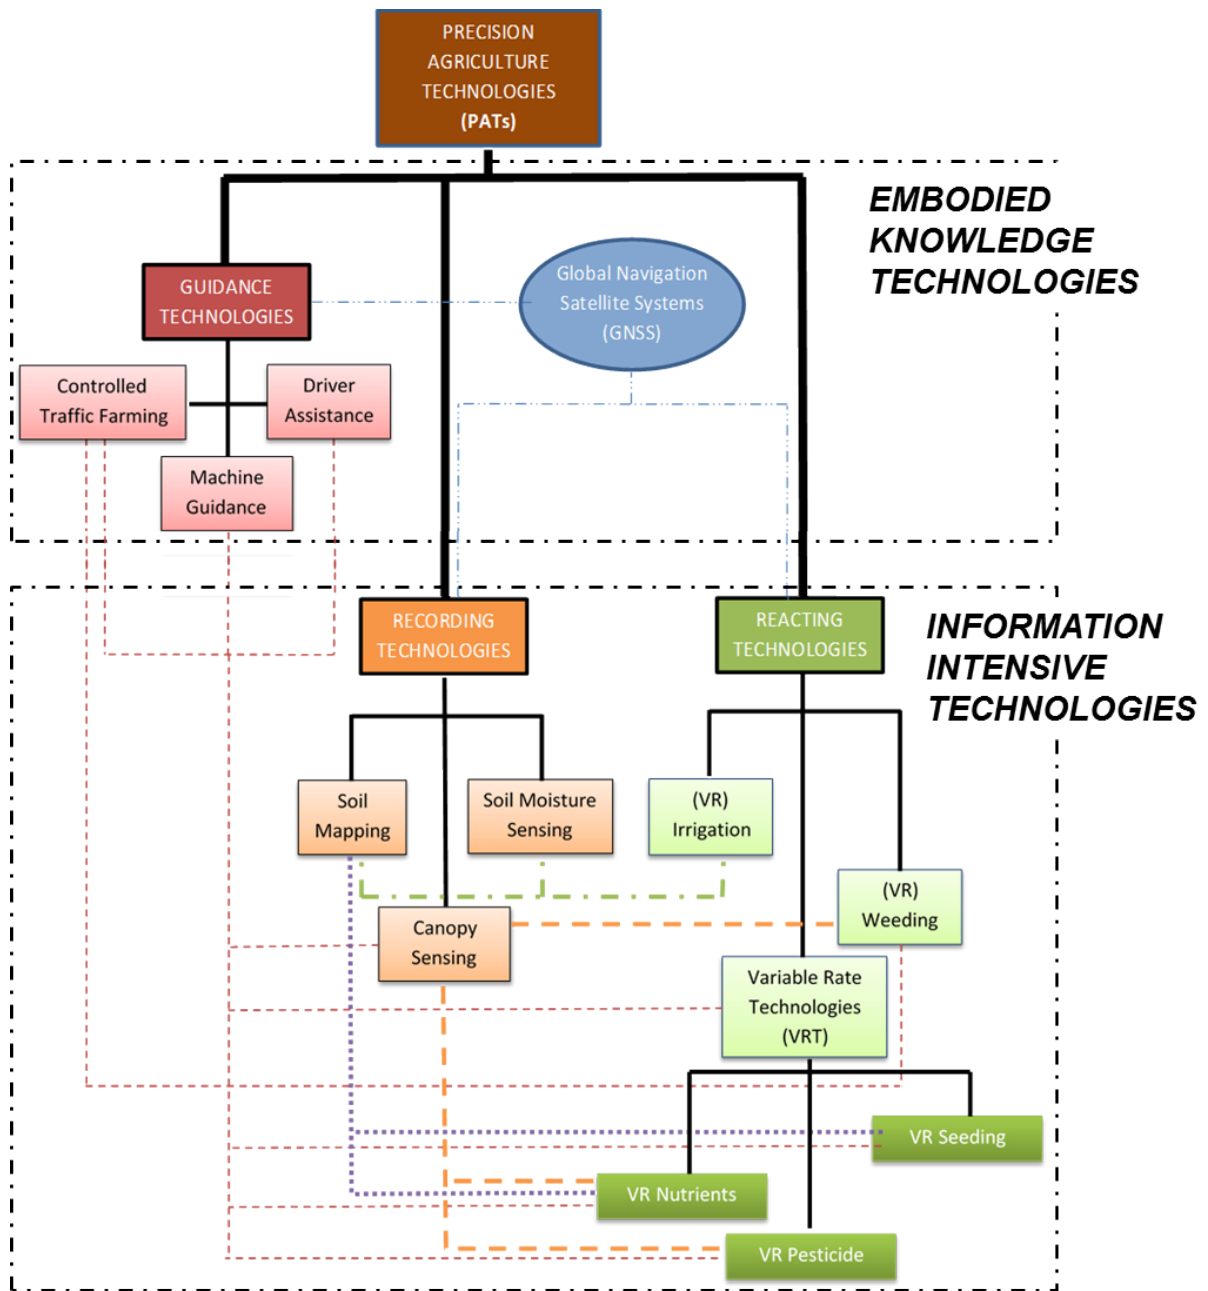 PRECISION
AGRICULTURE
TECHNOLOGIES
(PATs)
EMBODIED
KNOWLEDGE
TECHNOLOGIES
GUIDANCE
TECHNOLOGIES
Global Navigation
Satellite Systems
(GNSS)
Controlled
Traffic Farming
Driver
Assistance
Machine
Guidance
RECORDING
TECHNOLOGIES
REACTING
TECHNOLOGIES
INFORMATION
INTENSIVE
TECHNOLOGIES
Soil
Mapping
Soil Moisture
Sensing
(VR)
Irrigation
(VR)
Weeding
Canopy
Sensing
Variable Rate
Technologies
(VRT)
VR Seeding
VR Nutrients
VR Pesticide